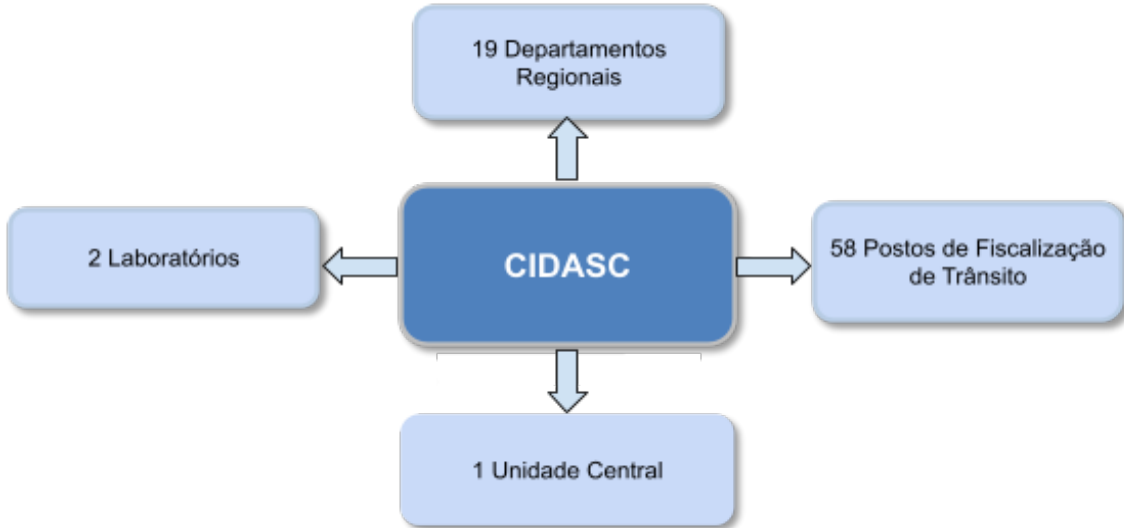 19 Departamentos
Regionais
2 Laboratórios
CIDASC
58 Postos de Fiscalização
de Trânsito
1 Unidade Central